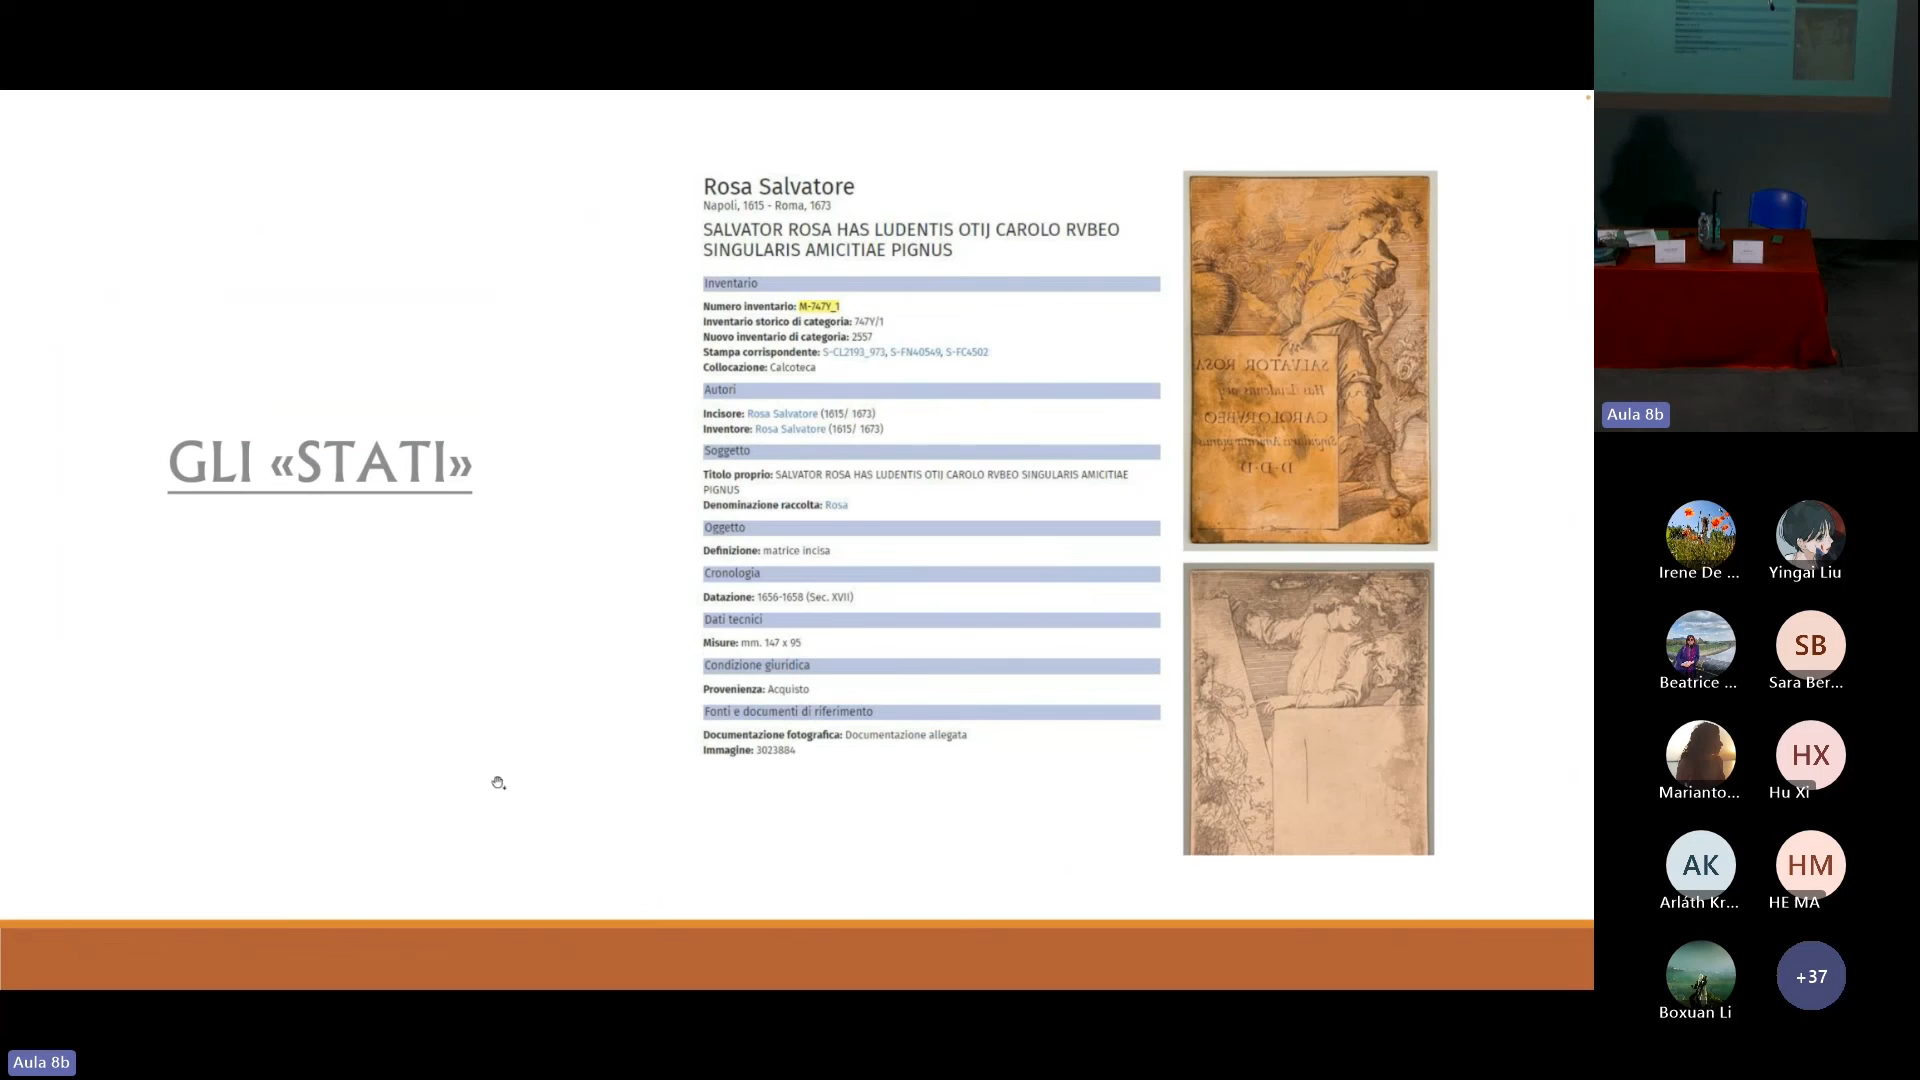 GLI «STATI»
Rosa Salvatore
Napoli, 1615 - Roma, 1673
SALVATOR ROSA HAS LUDENTIS OTIJ CAROLO RVBEO
SINGULARIS AMICITIAE PIGNUS
Inventario
Numero inventario: M-747Y_1
Inventario storico di categoria: 747Y/1
Nuovo inventario di categoria: 2557
Stampa corrispondente: S-CL2193_973, S-FN40549, S-FC4502
Collocazione: Calcoteca
Autori
Incisore: Rosa Salvatore (1615/ 1673)
Inventore: Rosa Salvatore (1615/ 1673)
Soggetto
Titolo proprio: SALVATOR ROSA HAS LUDENTIS OTIJ CAROLO RVBEO SINGULARIS AMICITIAE
PIGNUS
Denominazione raccolta: Rosa
Oggetto
Definizione: matrice incisa
Cronologia
Datazione: 1656-1658 (Sec. XVII)
Dati tecnici
Misure: mm. 147 x 95
Condizione giuridica
Provenienza: Acquisto
Fonti e documenti di riferimento
Documentazione fotografica: Documentazione allegata
Immagine: 3023884
SALVATOR ROSA
Has Ludentis otij
CAROLO RVBEO
Singularis Amicitiae pignus
D-D-D
Aula 8b
Irene De ...
Yingai Liu
Beatrice ...
SB
Sara Ber...
Marianto...
HX
Hu Xi
AK
Arláth Kr...
HM
HE MA
Boxuan Li
+37
Aula 8b